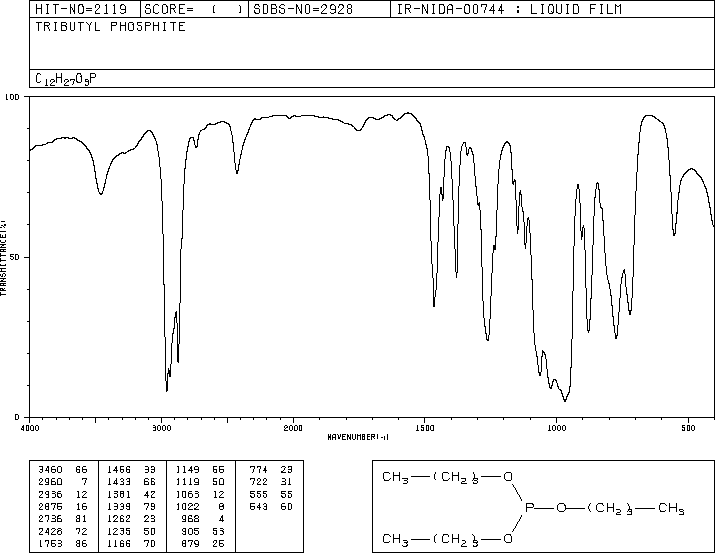 HIT-NO=2119 SCORE= ( ) SDBS-NO=2928 IR-NIDA-00744 : LIQUID FILM
TRIBUTYL PHOSPHITE
C12H27O3P
100
TRANSMITTANCE(%)
50
0
4000 3000 2000 1500 1000 500
WAVENUMBER(-1)
3460 66 1466 33 1149 55 774 23
2960 7 1433 66 1119 50 722 31
2936 12 1381 42 1063 12 555 55
2875 16 1339 79 1022 8 543 60
2736 81 1262 23 968 4
2428 72 1235 50 905 53
1753 86 1166 70 879 25
CH3 (CH2)3 O
P O (CH2)3 CH3
CH3 (CH2)3 O